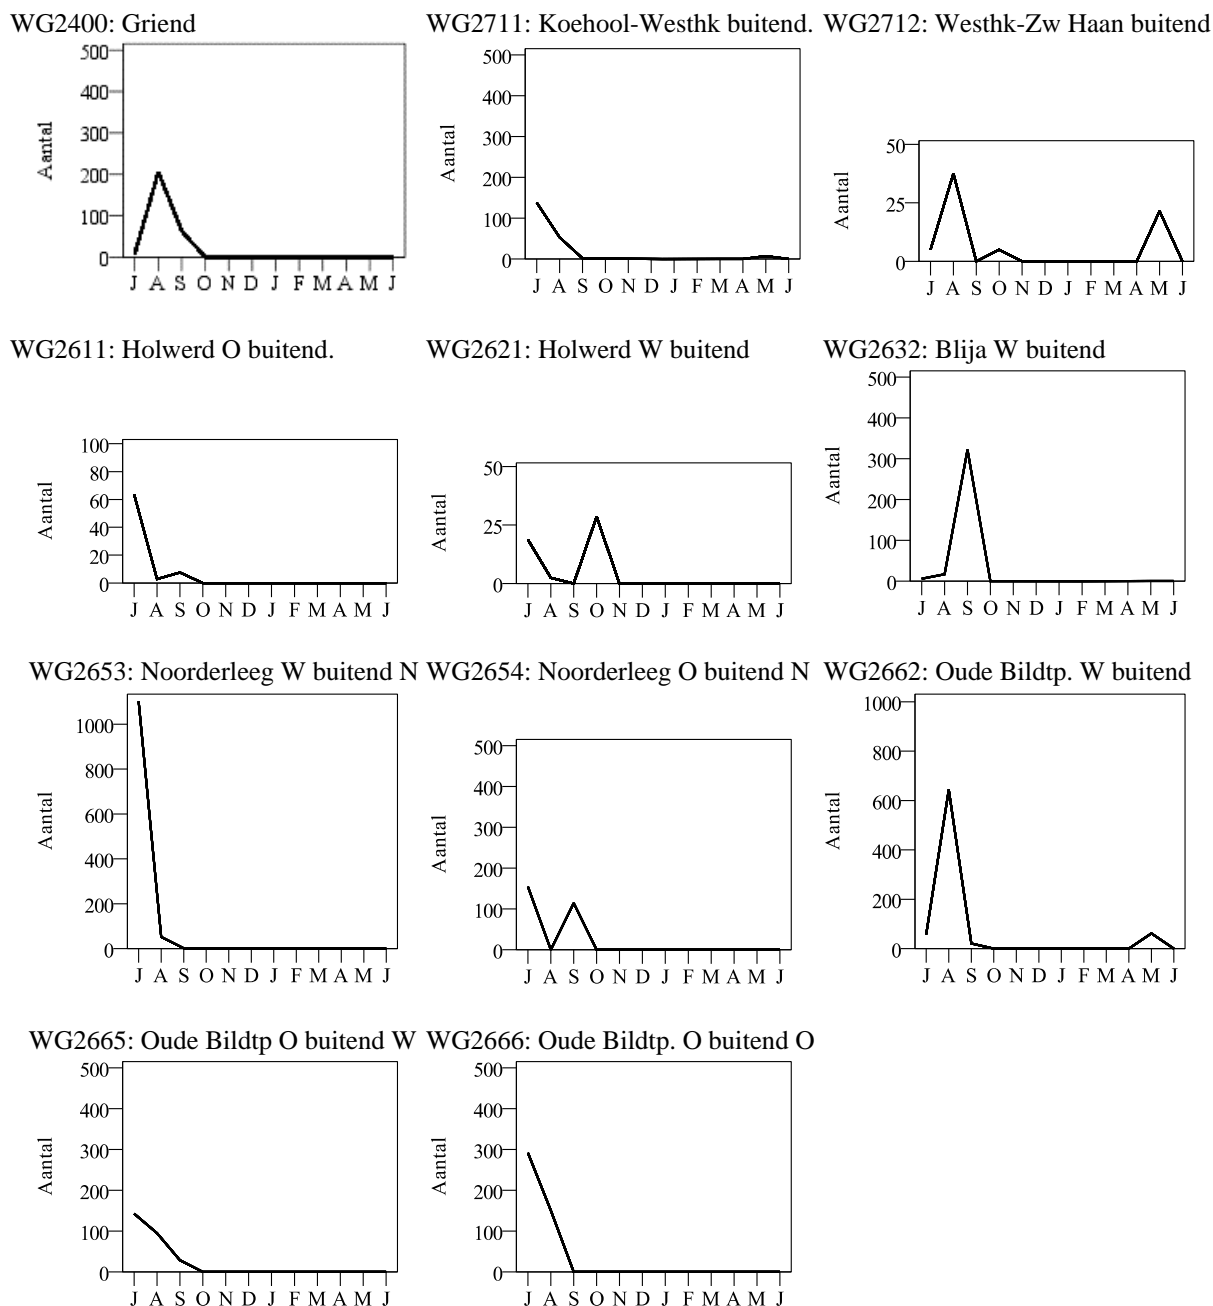 WG2400: Griend
WG2711: Koehool-Westhk buitend.
WG2712: Westhk-Zw Haan buitend
500
400
300
200
100
0
Aantal
J A S O N D J F M A M J
500
400
300
200
100
0
Aantal
J A S O N D J F M A M J
50
25
0
Aantal
J A S O N D J F M A M J
WG2611: Holwerd O buitend.
WG2621: Holwerd W buitend
WG2632: Blija W buitend
100
80
60
40
20
0
Aantal
J A S O N D J F M A M J
50
25
0
Aantal
J A S O N D J F M A M J
500
400
300
200
100
0
Aantal
J A S O N D J F M A M J
WG2653: Noorderleeg W buitend N
WG2654: Noorderleeg O buitend N
WG2662: Oude Bildtp. W buitend
1000
800
600
400
200
0
Aantal
J A S O N D J F M A M J
500
400
300
200
100
0
Aantal
J A S O N D J F M A M J
1000
800
600
400
200
0
Aantal
J A S O N D J F M A M J
WG2665: Oude Bildtp O buitend W
WG2666: Oude Bildtp. O buitend O
500
400
300
200
100
0
Aantal
J A S O N D J F M A M J
500
400
300
200
100
0
Aantal
J A S O N D J F M A M J